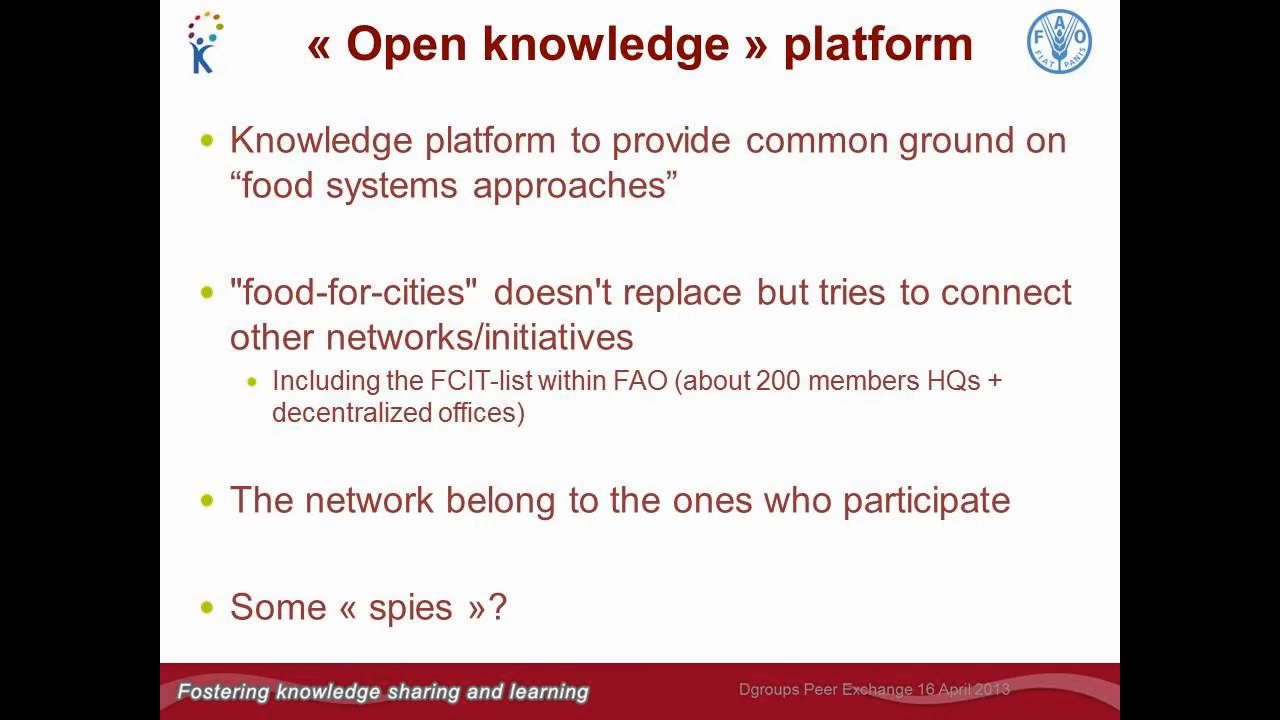 « Open knowledge » platform
F A O
FIAT PANIS
K
Knowledge platform to provide common ground on
“food systems approaches”
"food-for-cities" doesn't replace but tries to connect
other networks/initiatives
Including the FCIT-list within FAO (about 200 members HQs +
decentralized offices)
The network belong to the ones who participate
Some « spies »?
Fostering knowledge sharing and learning
Dgroups Peer Exchange 16 April 2013